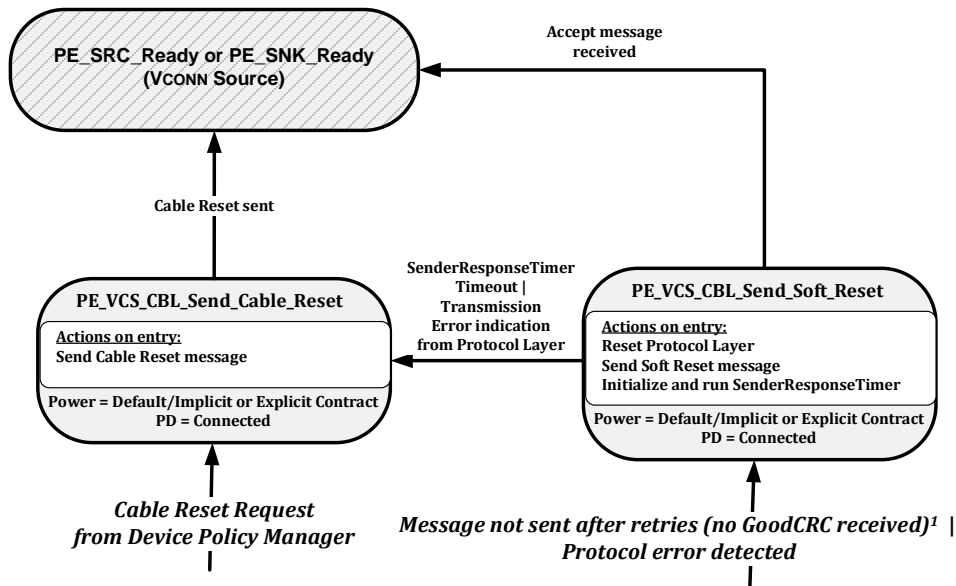 PE_SRC_Ready or PE_SNK_Ready
(VCONN Source)
Accept message
received
Cable Reset sent
SenderResponseTimer
Timeout |
Transmission
Error indication
from Protocol Layer
PE_VCS_CBL_Send_Cable_Reset
Actions on entry:
Send Cable Reset message
Power = Default/Implicit or Explicit Contract
PD = Connected
PE_VCS_CBL_Send_Soft_Reset
Actions on entry:
Reset Protocol Layer
Send Soft Reset message
Initialize and run SenderResponseTimer
Power = Default/Implicit or Explicit Contract
PD = Connected
Cable Reset Request
from Device Policy Manager
Message not sent after retries (no GoodCRC received)¹ |
Protocol error detected